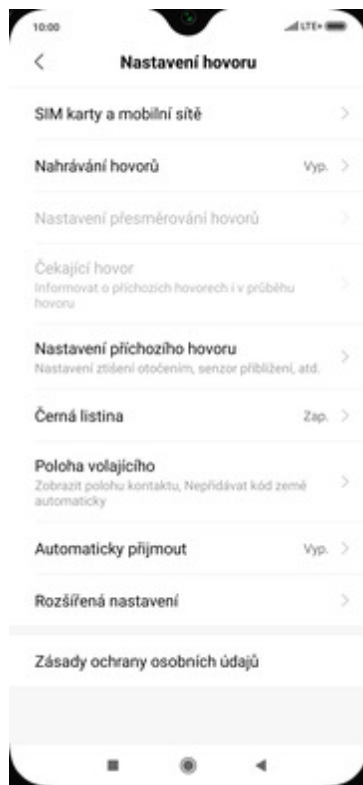 10:00
LTE+
Nastavení hovoru
SIM karty a mobilní sítě
Nahrávání hovorů
Vyp.
Nastavení přesměrování hovorů
Čekající hovor
Informovat o příchozích hovorech i v průběhu
hovoru
Nastavení příchozího hovoru
Nastavení ztišení otočením, senzor přiblížení, atd.
Černá listina
Zap.
Poloha volajícího
Zobrazit polohu kontaktu, Nepřidávat kód země
automaticky
Automaticky přijmout
Vyp.
Rozšířená nastavení
Zásady ochrany osobních údajů